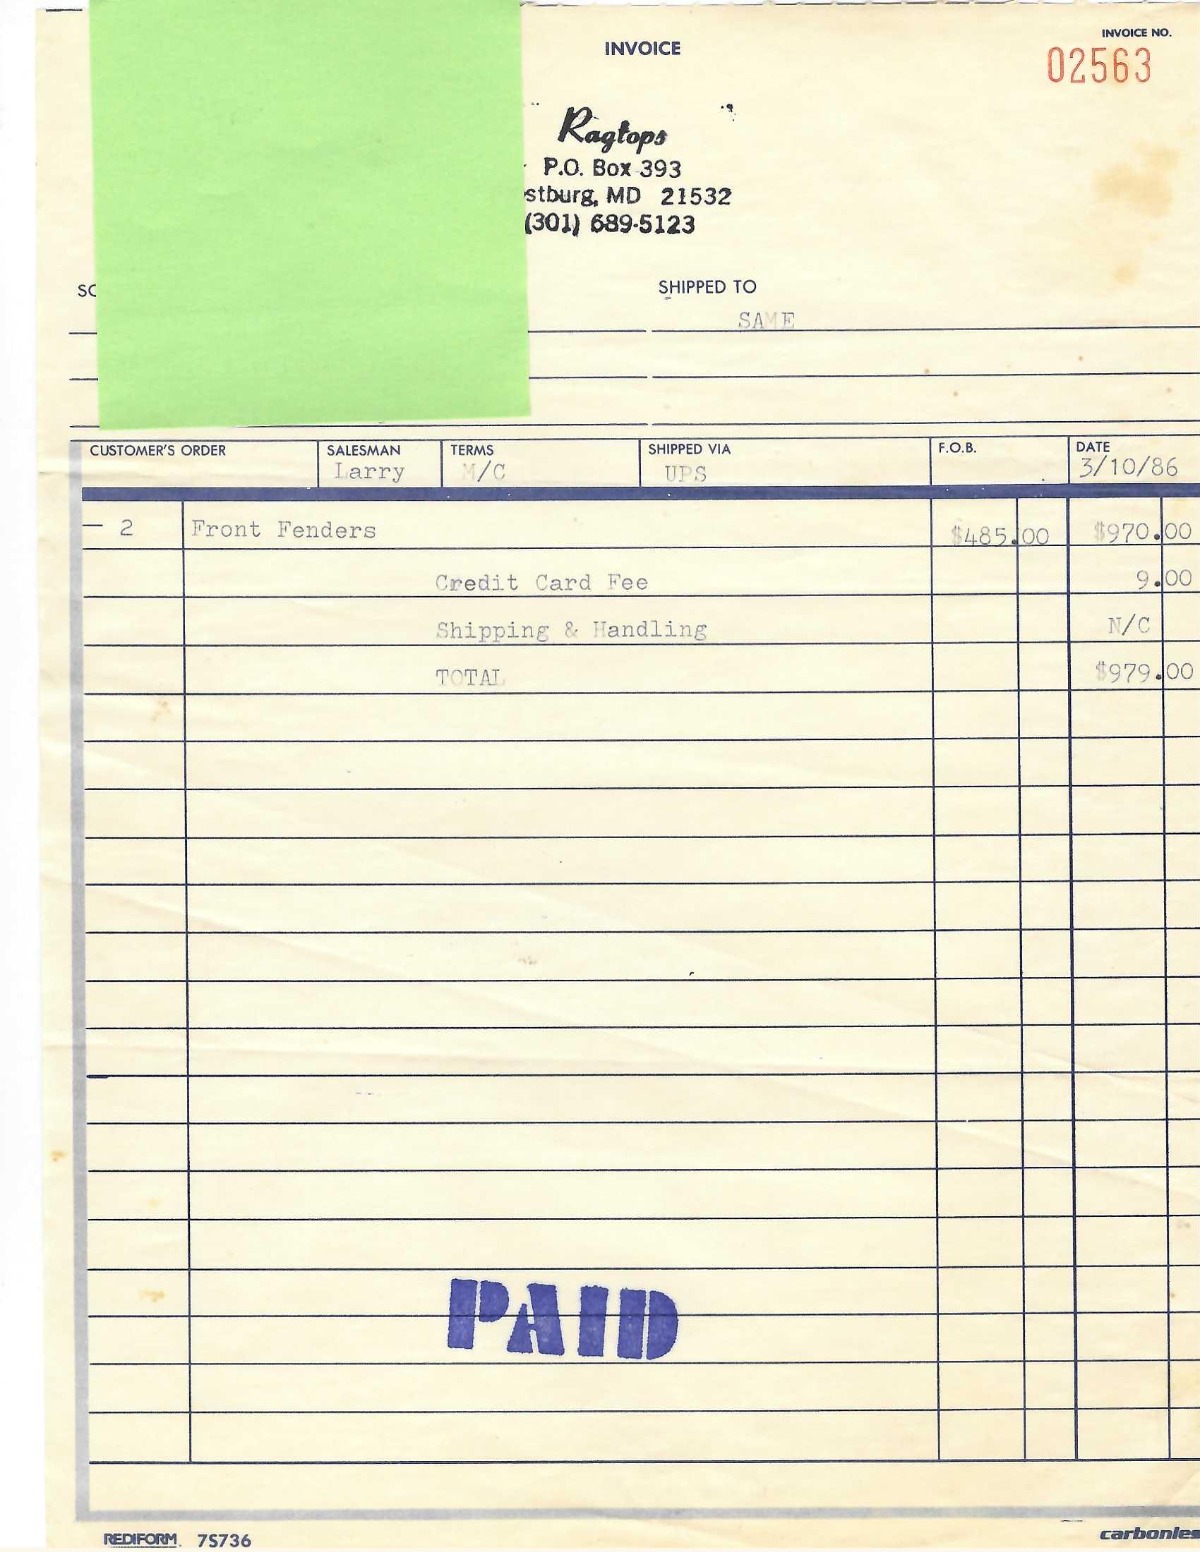 INVOICE
INVOICE NO.
02563
Ragtops
P.O. Box 393
stburg, MD 21532
(301) 689-5123
SHIPPED TO
SAME
CUSTOMER'S ORDER SALESMAN TERMS SHIPPED VIA F.O.B. DATE
Larry M/C UPS 3/10/86
2 Front Fenders $485.00 $970.00
Credit Card Fee 9.00
Shipping & Handling N/C
TOTAL $979.00
PAID
REDIFORM 7S736 carbonles